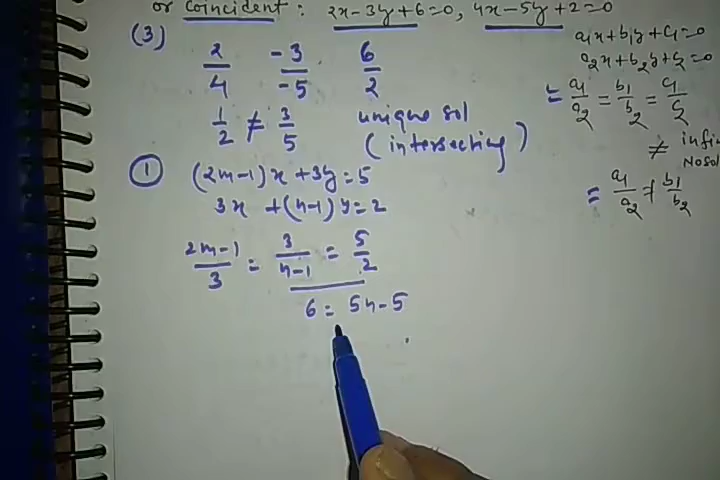 or Coincident : 2x-3y+6=0, 4x-5y+2=0
(3) 2/4 -3/-5 6/2
1/2 ≠ 3/5 unique sol
(intersecting)
① (2m-1)x +3y=5
3x +(n-1)y=2
2m-1/3 = 3/n-1 = 5/2
6 = 5n-5
a₁x+b₁y+c₁=0
a₂x+b₂y+c₂=0
= a₁/a₂ = b₁/b₂ = c₁/c₂
≠ infi
Nosol
= a₁/a₂ ≠ b₁/b₂